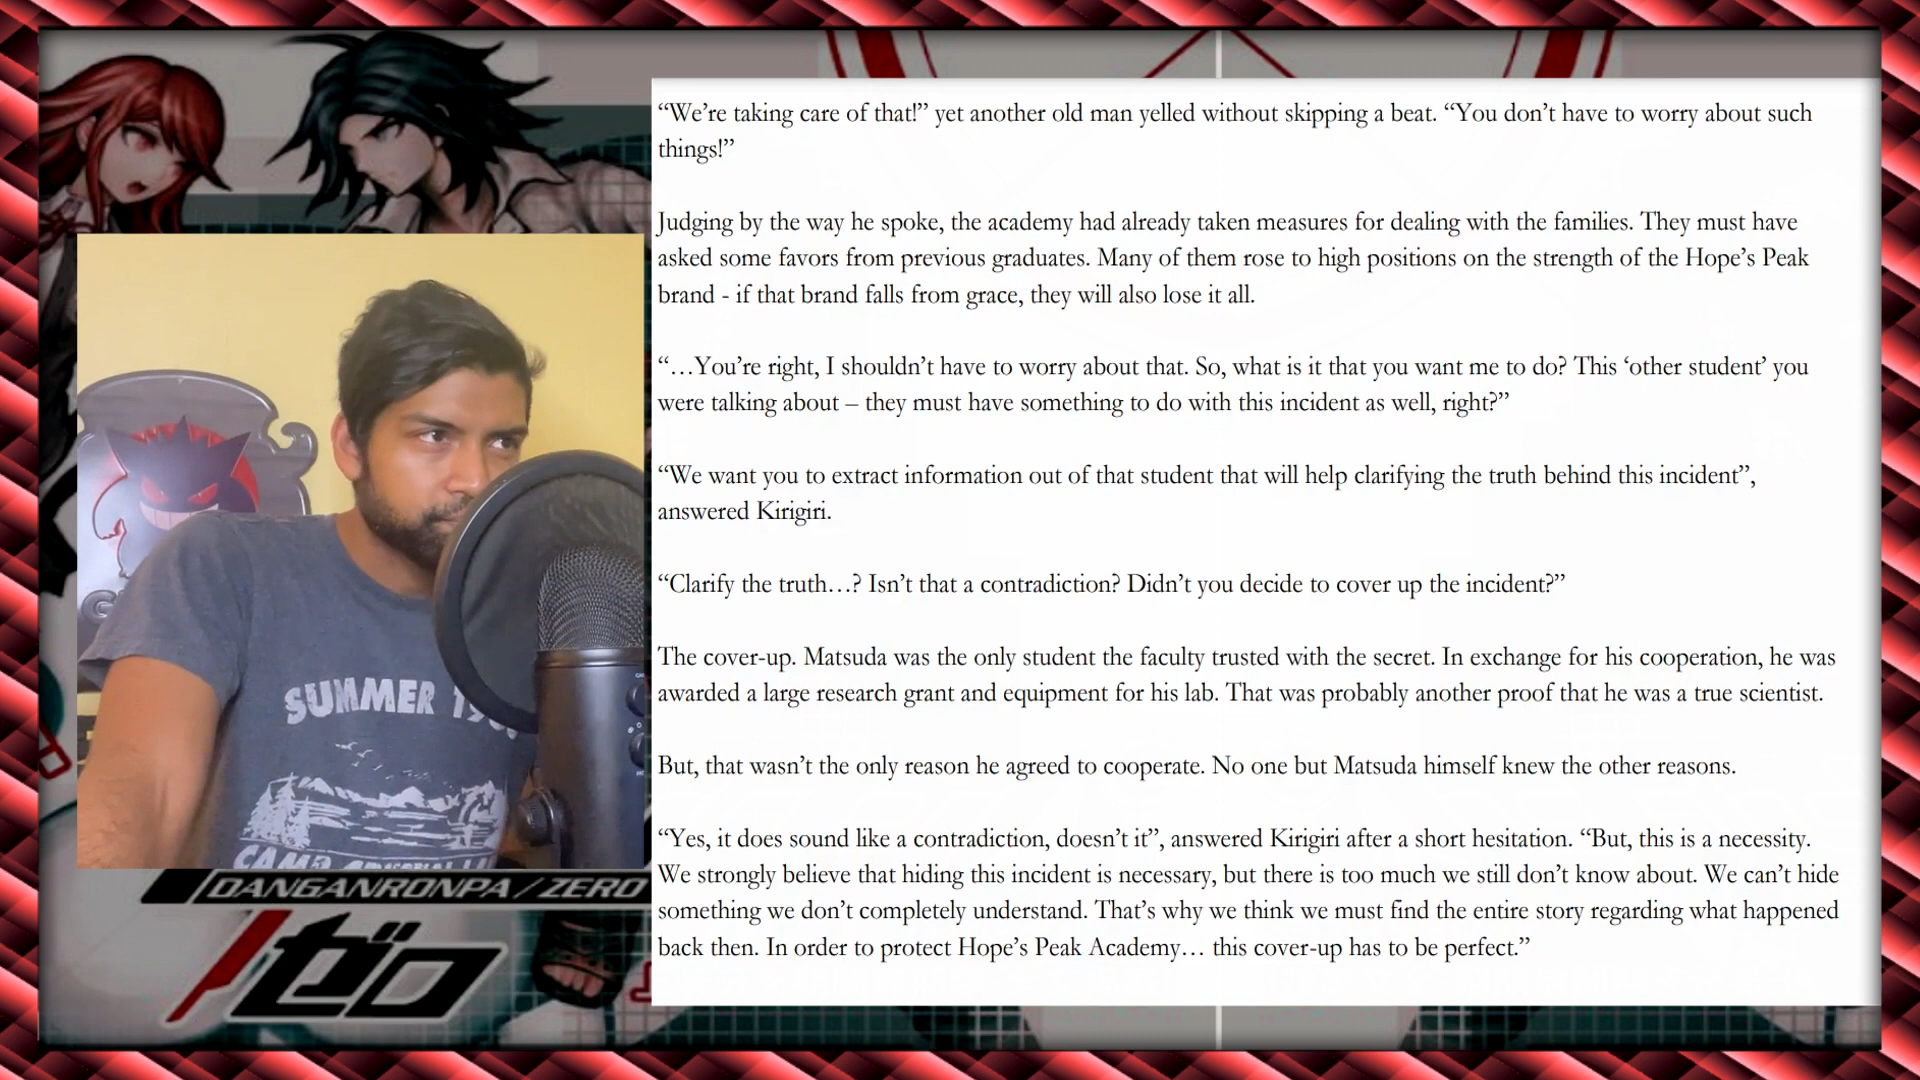 “We’re taking care of that!” yet another old man yelled without skipping a beat. “You don’t have to worry about such
things!”
Judging by the way he spoke, the academy had already taken measures for dealing with the families. They must have
asked some favors from previous graduates. Many of them rose to high positions on the strength of the Hope’s Peak
brand - if that brand falls from grace, they will also lose it all.
“…You’re right, I shouldn’t have to worry about that. So, what is it that you want me to do? This ‘other student’ you
were talking about – they must have something to do with this incident as well, right?”
“We want you to extract information out of that student that will help clarifying the truth behind this incident”,
answered Kirigiri.
“Clarify the truth…? Isn’t that a contradiction? Didn’t you decide to cover up the incident?”
The cover-up. Matsuda was the only student the faculty trusted with the secret. In exchange for his cooperation, he was
awarded a large research grant and equipment for his lab. That was probably another proof that he was a true scientist.
But, that wasn’t the only reason he agreed to cooperate. No one but Matsuda himself knew the other reasons.
“Yes, it does sound like a contradiction, doesn’t it”, answered Kirigiri after a short hesitation. “But, this is a necessity.
We strongly believe that hiding this incident is necessary, but there is too much we still don’t know about. We can’t hide
something we don’t completely understand. That’s why we think we must find the entire story regarding what happened
back then. In order to protect Hope’s Peak Academy… this cover-up has to be perfect.”
SUMMER
CAMP
DANGANRONPA/ZERO
ゼロ